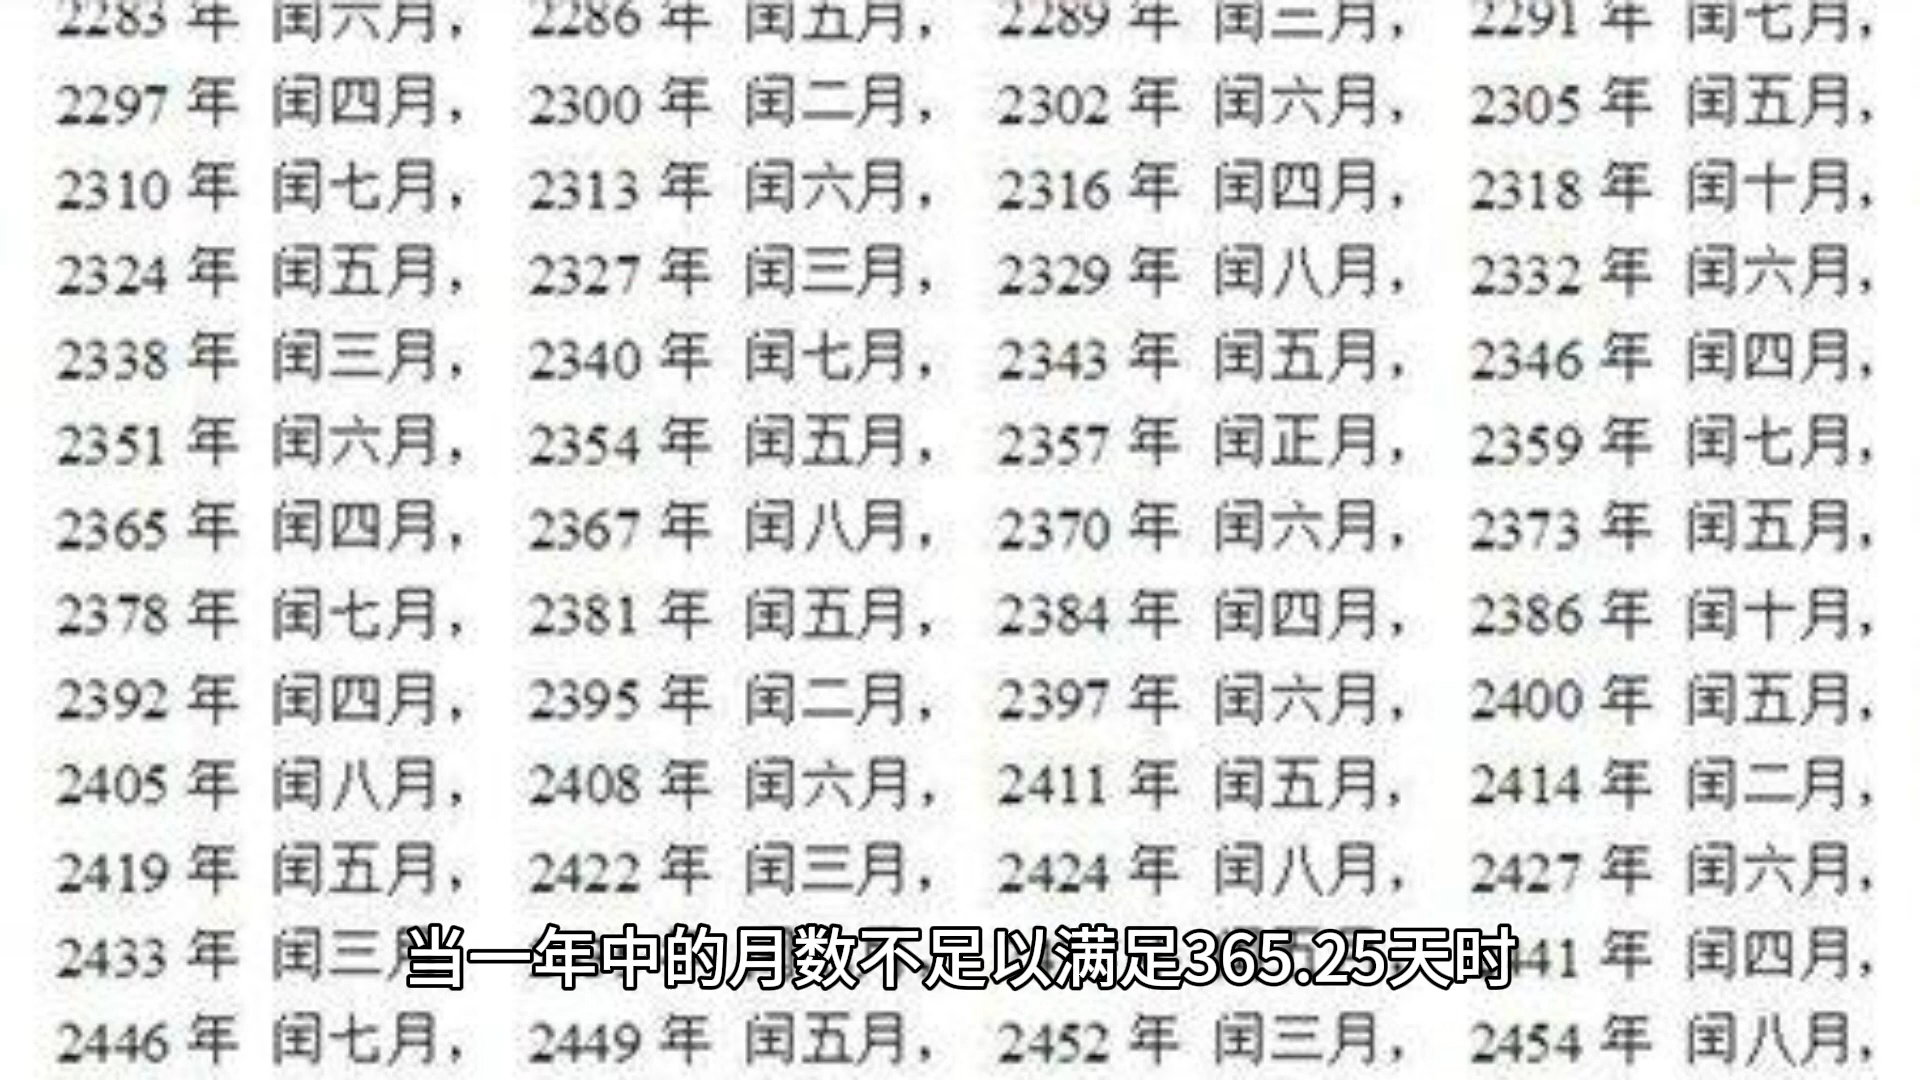 2283 年 闰六月， 2286 年 闰五月， 2289 年 闰三月， 2291 年 闰七月，
2297 年 闰四月， 2300 年 闰二月， 2302 年 闰六月， 2305 年 闰五月，
2310 年 闰七月， 2313 年 闰六月， 2316 年 闰四月， 2318 年 闰十月，
2324 年 闰五月， 2327 年 闰三月， 2329 年 闰八月， 2332 年 闰六月，
2338 年 闰三月， 2340 年 闰七月， 2343 年 闰五月， 2346 年 闰四月，
2351 年 闰六月， 2354 年 闰五月， 2357 年 闰正月， 2359 年 闰七月，
2365 年 闰四月， 2367 年 闰八月， 2370 年 闰六月， 2373 年 闰五月，
2378 年 闰七月， 2381 年 闰五月， 2384 年 闰四月， 2386 年 闰十月，
2392 年 闰四月， 2395 年 闰二月， 2397 年 闰六月， 2400 年 闰五月，
2405 年 闰八月， 2408 年 闰六月， 2411 年 闰五月， 2414 年 闰二月，
2419 年 闰五月， 2422 年 闰三月， 2424 年 闰八月， 2427 年 闰六月，
2433 年 闰三月 41 年 闰四月，
当一年中的月数不足以满足365.25天时
2446 年 闰七月， 2449 年 闰五月， 2452 年 闰三月， 2454 年 闰八月，